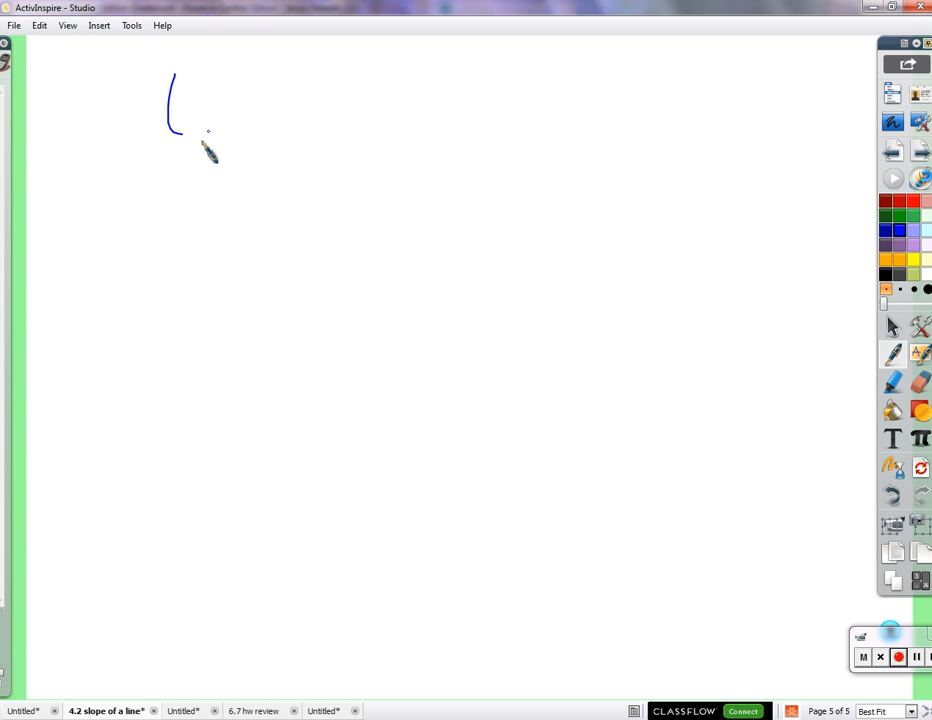 ActivInspire - Studio
File Edit View Insert Tools Help
M
Untitled* 4.2 slope of a line* Untitled* 6.7 hw review Untitled* CLASSFLOW Connect Page 5 of 5 Best Fit